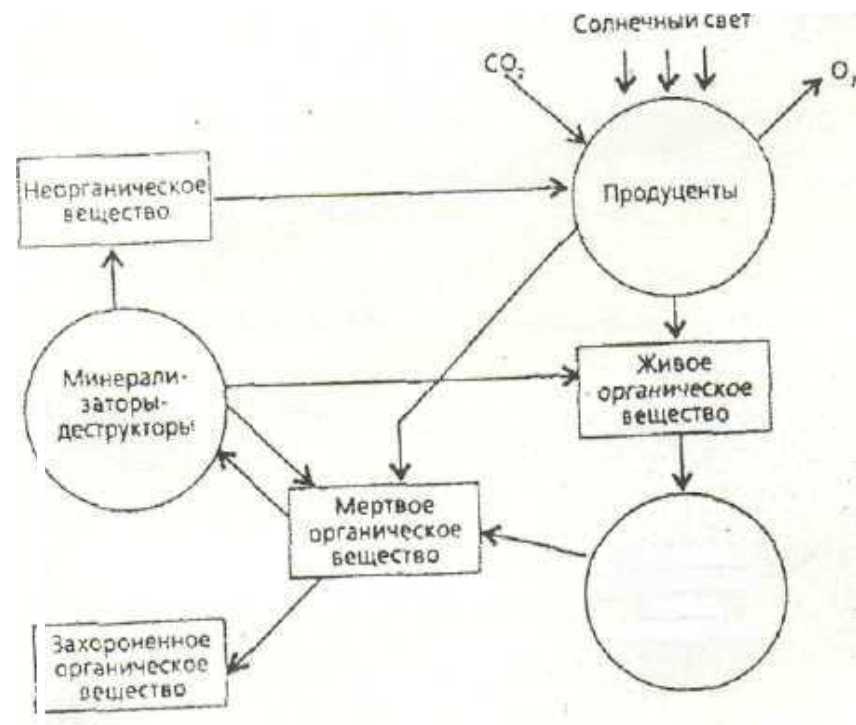 Солнечный свет
CO₂
O₂
Неорганическое
вещество
Продуценты
Минерали-
заторы-
деструкторы
Живое
органическое
вещество
Мертвое
органическое
вещество
Захороненное
органическое
вещество